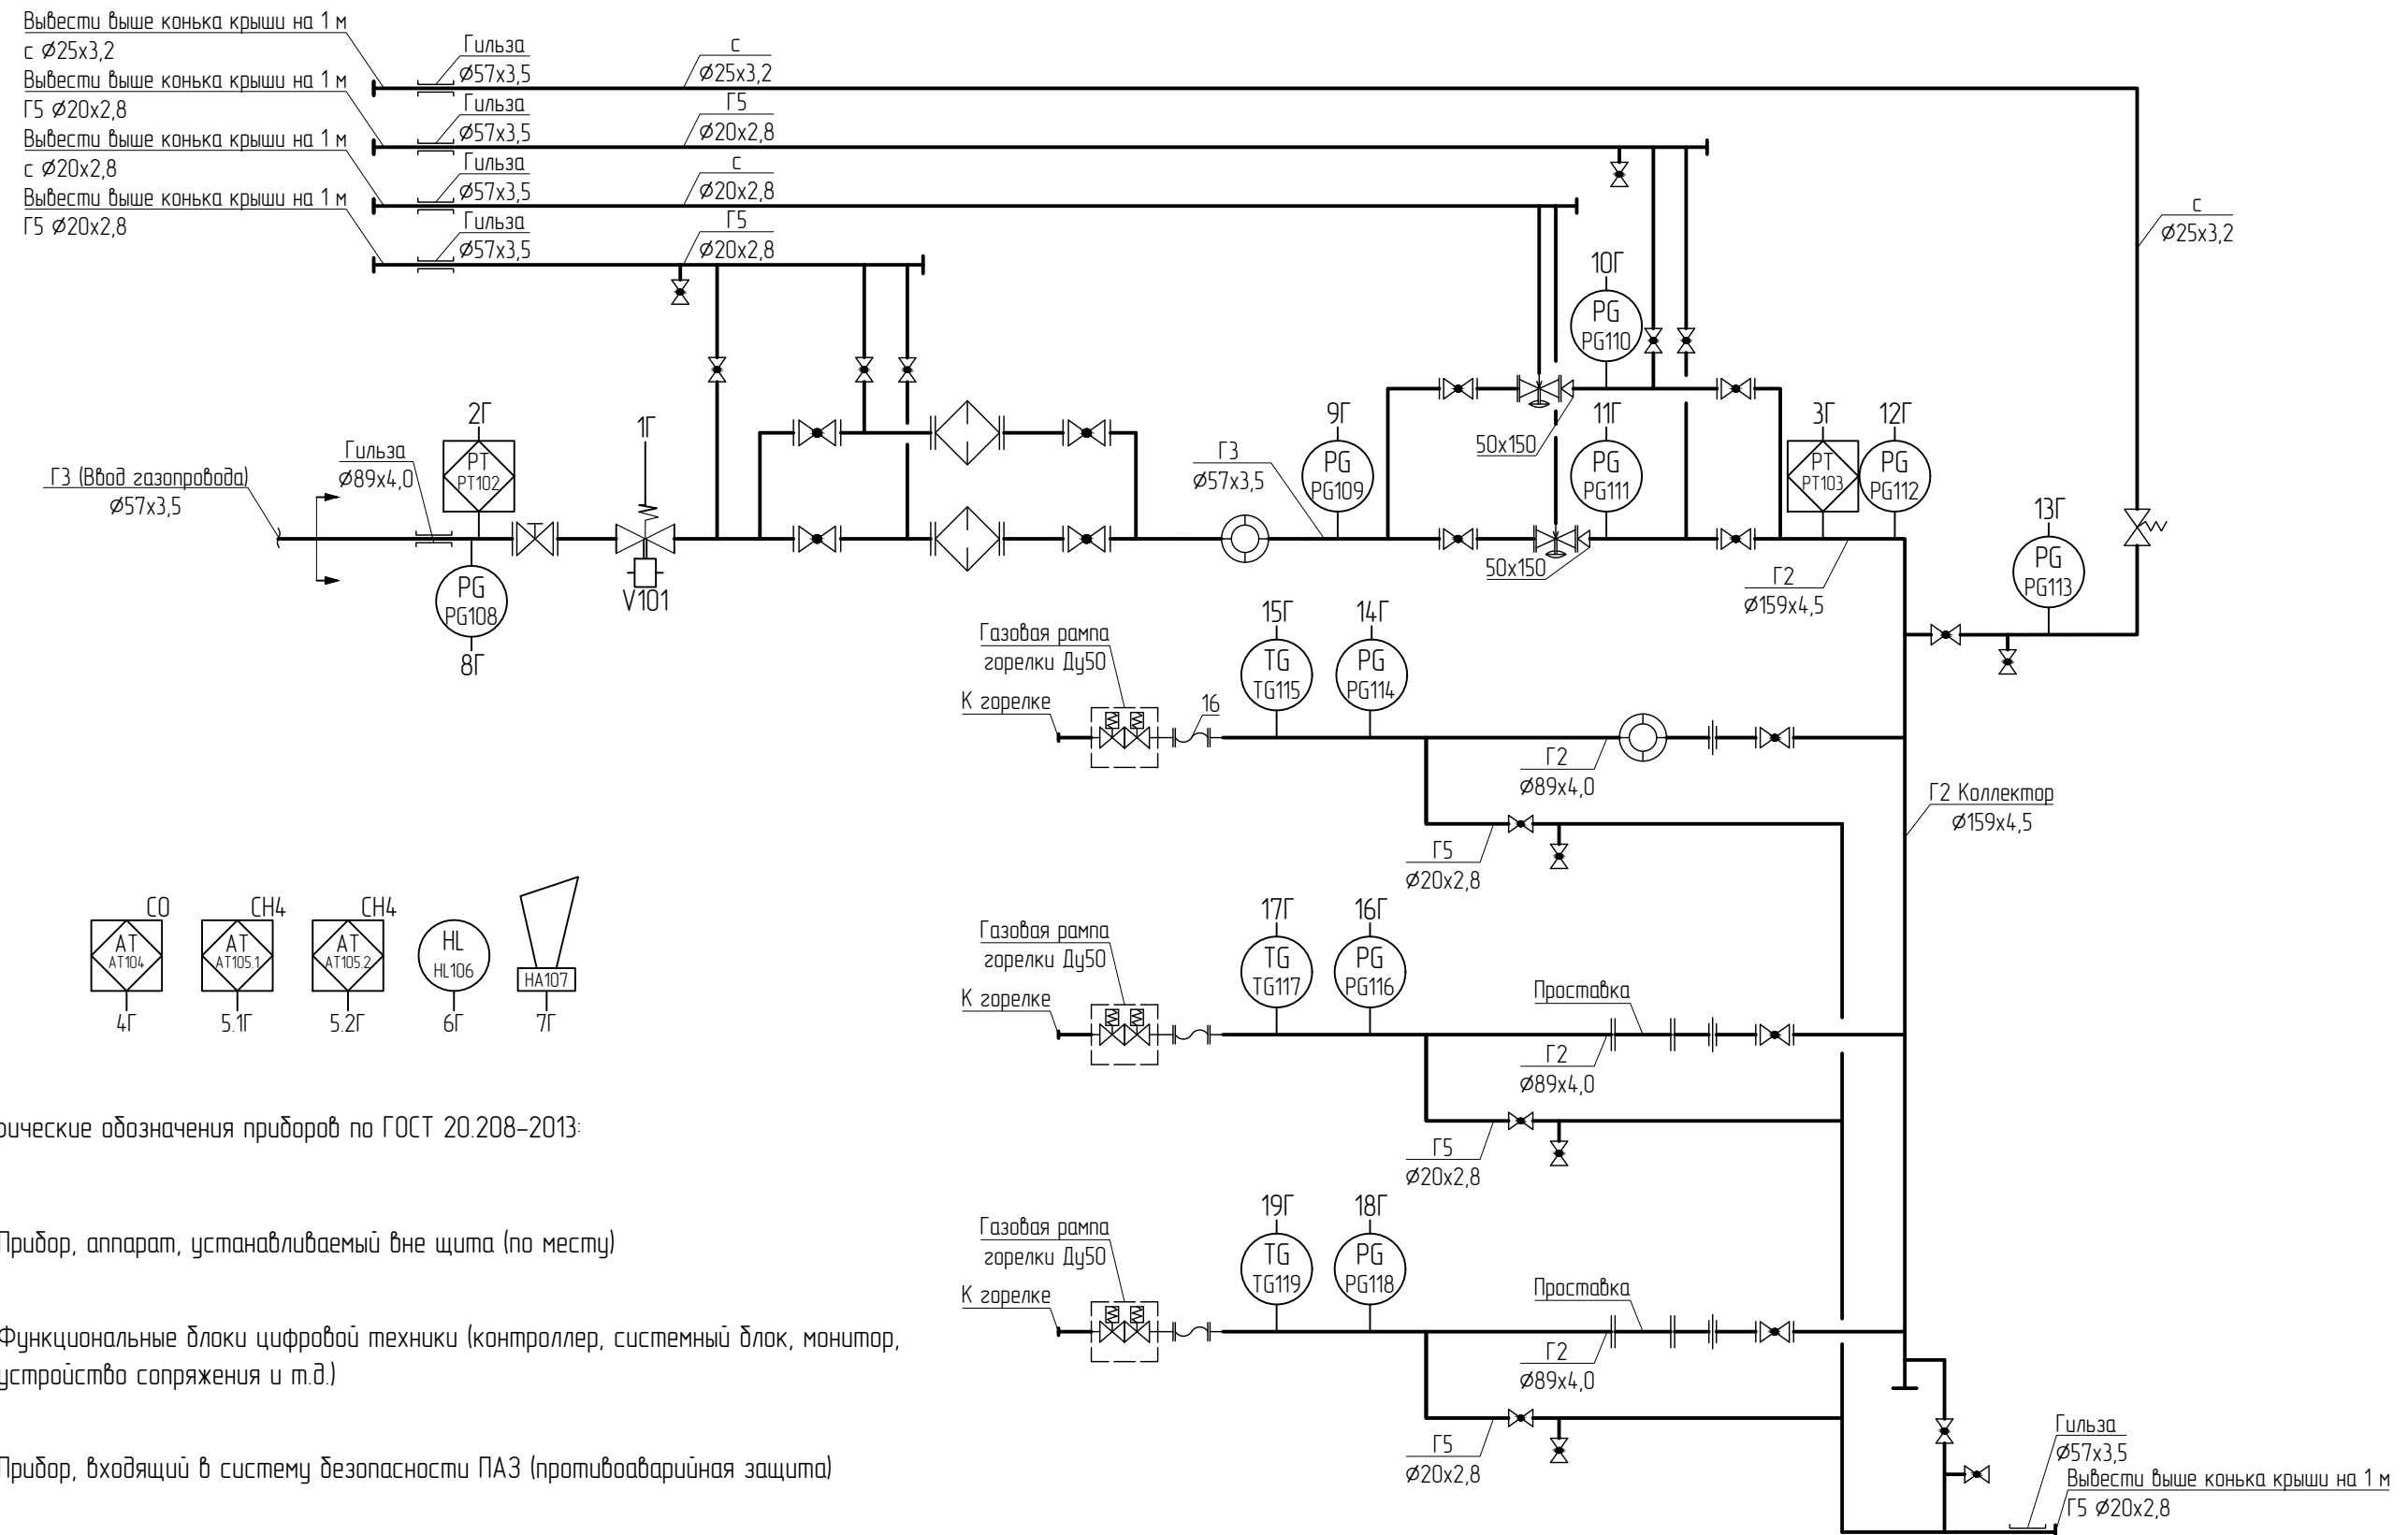 Вывести выше конька крыши на 1 м
с Ø25х3,2
Вывести выше конька крыши на 1 м
Г5 Ø20х2,8
Вывести выше конька крыши на 1 м
с Ø20х2,8
Вывести выше конька крыши на 1 м
Г5 Ø20х2,8
Гильза
Ø57х3,5
Гильза
Ø57х3,5
Гильза
Ø57х3,5
Гильза
Ø57х3,5
с
Ø25х3,2
Г5
Ø20х2,8
с
Ø20х2,8
Г5
Ø20х2,8
с
Ø25х3,2
Г3 (Ввод газопровода)
Ø57х3,5
Гильза
Ø89х4,0
2Г
PT
PT102
PG
PG108
8Г
1Г
V101
Г3
Ø57х3,5
9Г
PG
PG109
10Г
PG
PG110
50х150
11Г
PG
PG111
50х150
3Г
PT
PT103
12Г
PG
PG112
Г2
Ø159х4,5
13Г
PG
PG113
Газовая рампа
горелки Ду50
К горелке
16
15Г
TG
TG115
14Г
PG
PG114
Г2
Ø89х4,0
Г5
Ø20х2,8
Г2 Коллектор
Ø159х4,5
CO
AT
AT104
4Г
CH4
AT
AT105.1
5.1Г
CH4
AT
AT105.2
5.2Г
HL
HL106
6Г
HA107
7Г
Газовая рампа
горелки Ду50
К горелке
17Г
TG
TG117
16Г
PG
PG116
Проставка
Г2
Ø89х4,0
Г5
Ø20х2,8
рические обозначения приборов по ГОСТ 20.208-2013:
Прибор, аппарат, устанавливаемый вне щита (по месту)
Функциональные блоки цифровой техники (контроллер, системный блок, монитор,
устройство сопряжения и т.д.)
Прибор, входящий в систему безопасности ПАЗ (противоаварийная защита)
Газовая рампа
горелки Ду50
К горелке
19Г
TG
TG119
18Г
PG
PG118
Проставка
Г2
Ø89х4,0
Г5
Ø20х2,8
Гильза
Ø57х3,5
Вывести выше конька крыши на 1 м
Г5 Ø20х2,8